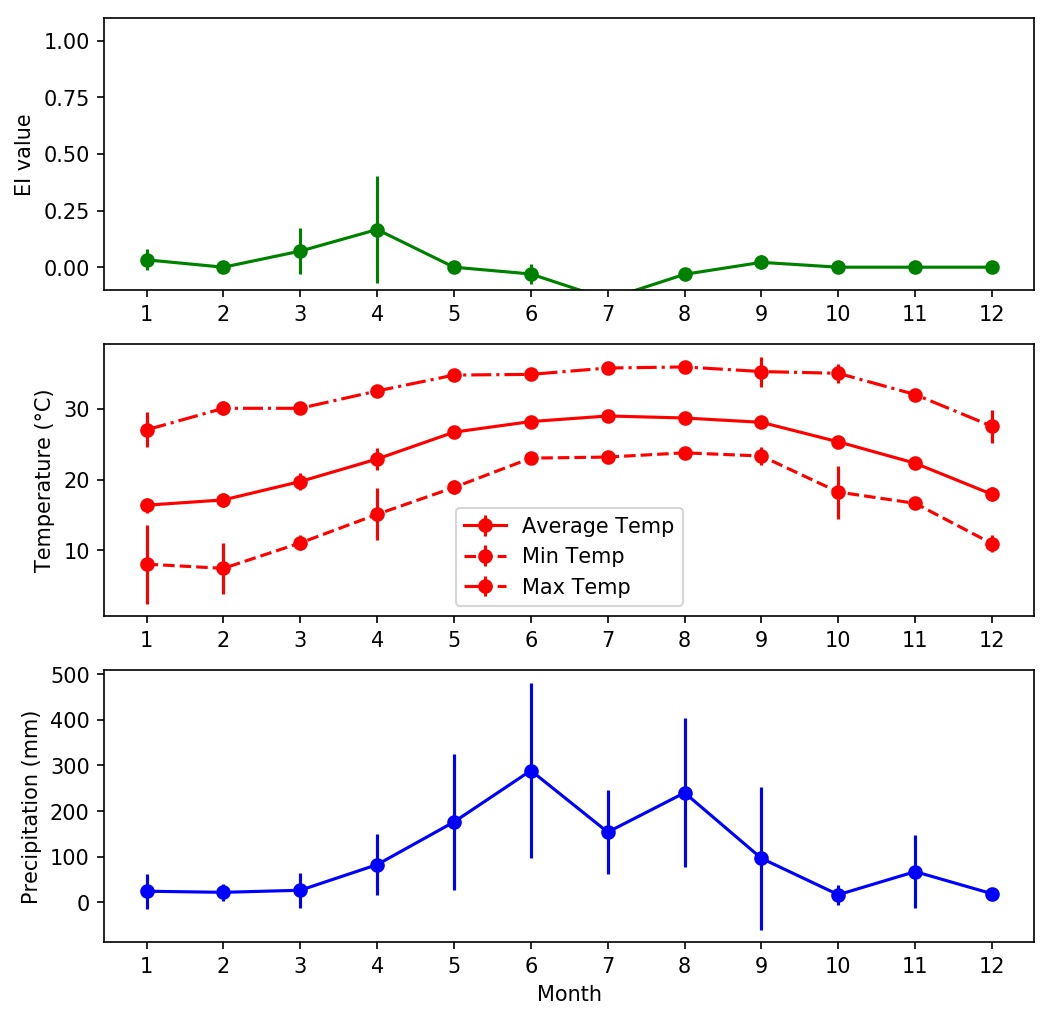 1.00
0.75
0.50
0.25
0.00
EI value
1 2 3 4 5 6 7 8 9 10 11 12
30
20
10
Temperature (°C)
Average Temp
Min Temp
Max Temp
1 2 3 4 5 6 7 8 9 10 11 12
500
400
300
200
100
0
Precipitation (mm)
1 2 3 4 5 6 7 8 9 10 11 12
Month